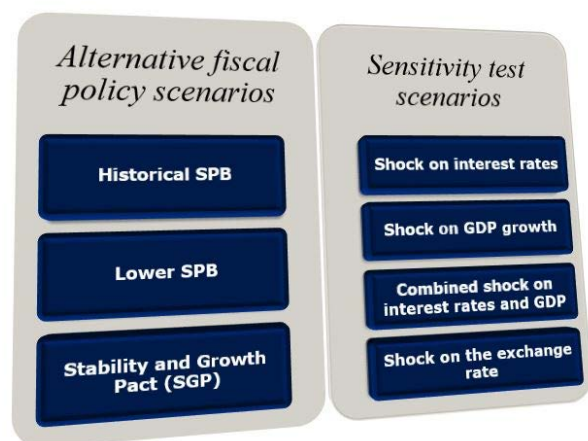 Alternative fiscal
policy scenarios
Historical SPB
Lower SPB
Stability and Growth
Pact (SGP)
Sensitivity test
scenarios
Shock on interest rates
Shock on GDP growth
Combined shock on
interest rates and GDP
Shock on the exchange
rate